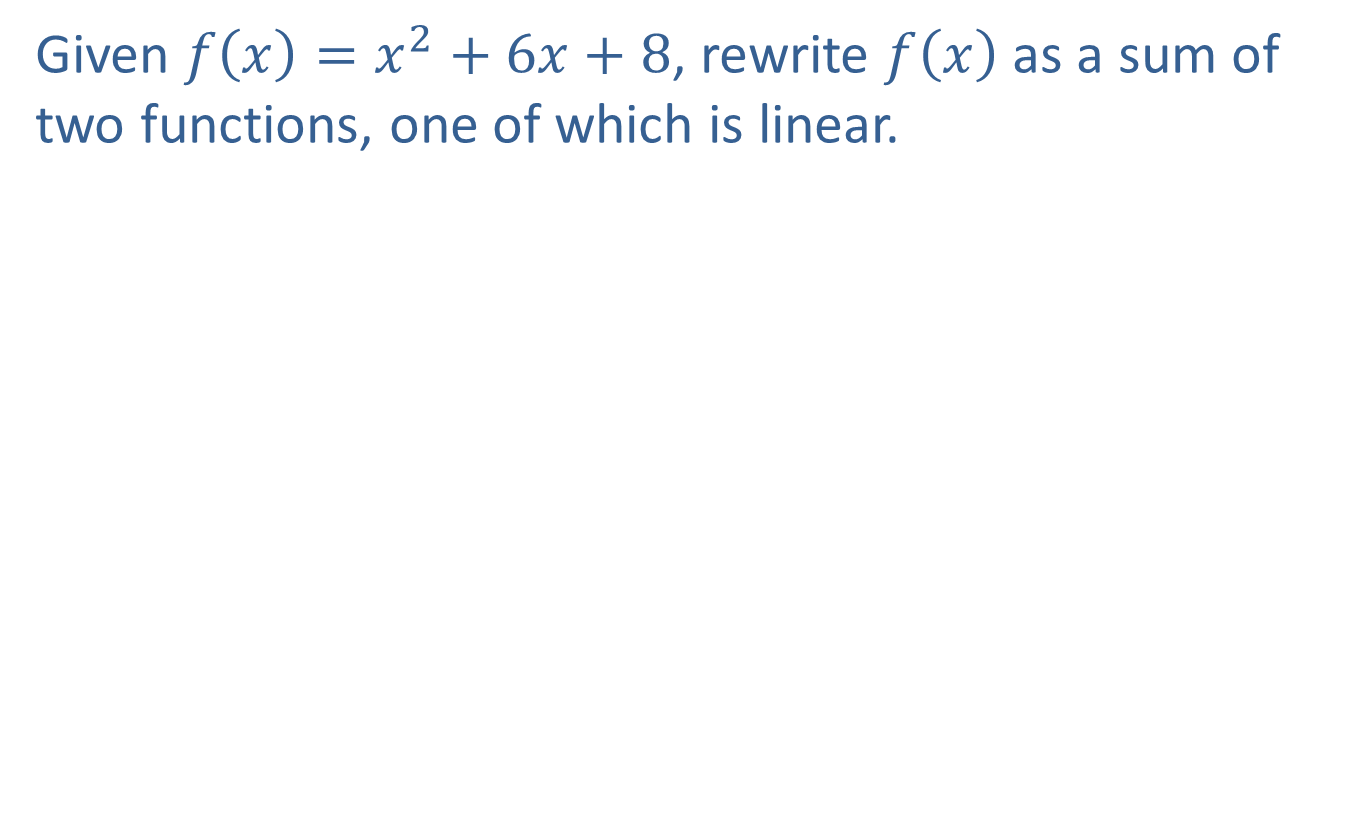 Given 𝑓(𝑥) = 𝑥² + 6𝑥 + 8, rewrite 𝑓(𝑥) as a sum of
two functions, one of which is linear.